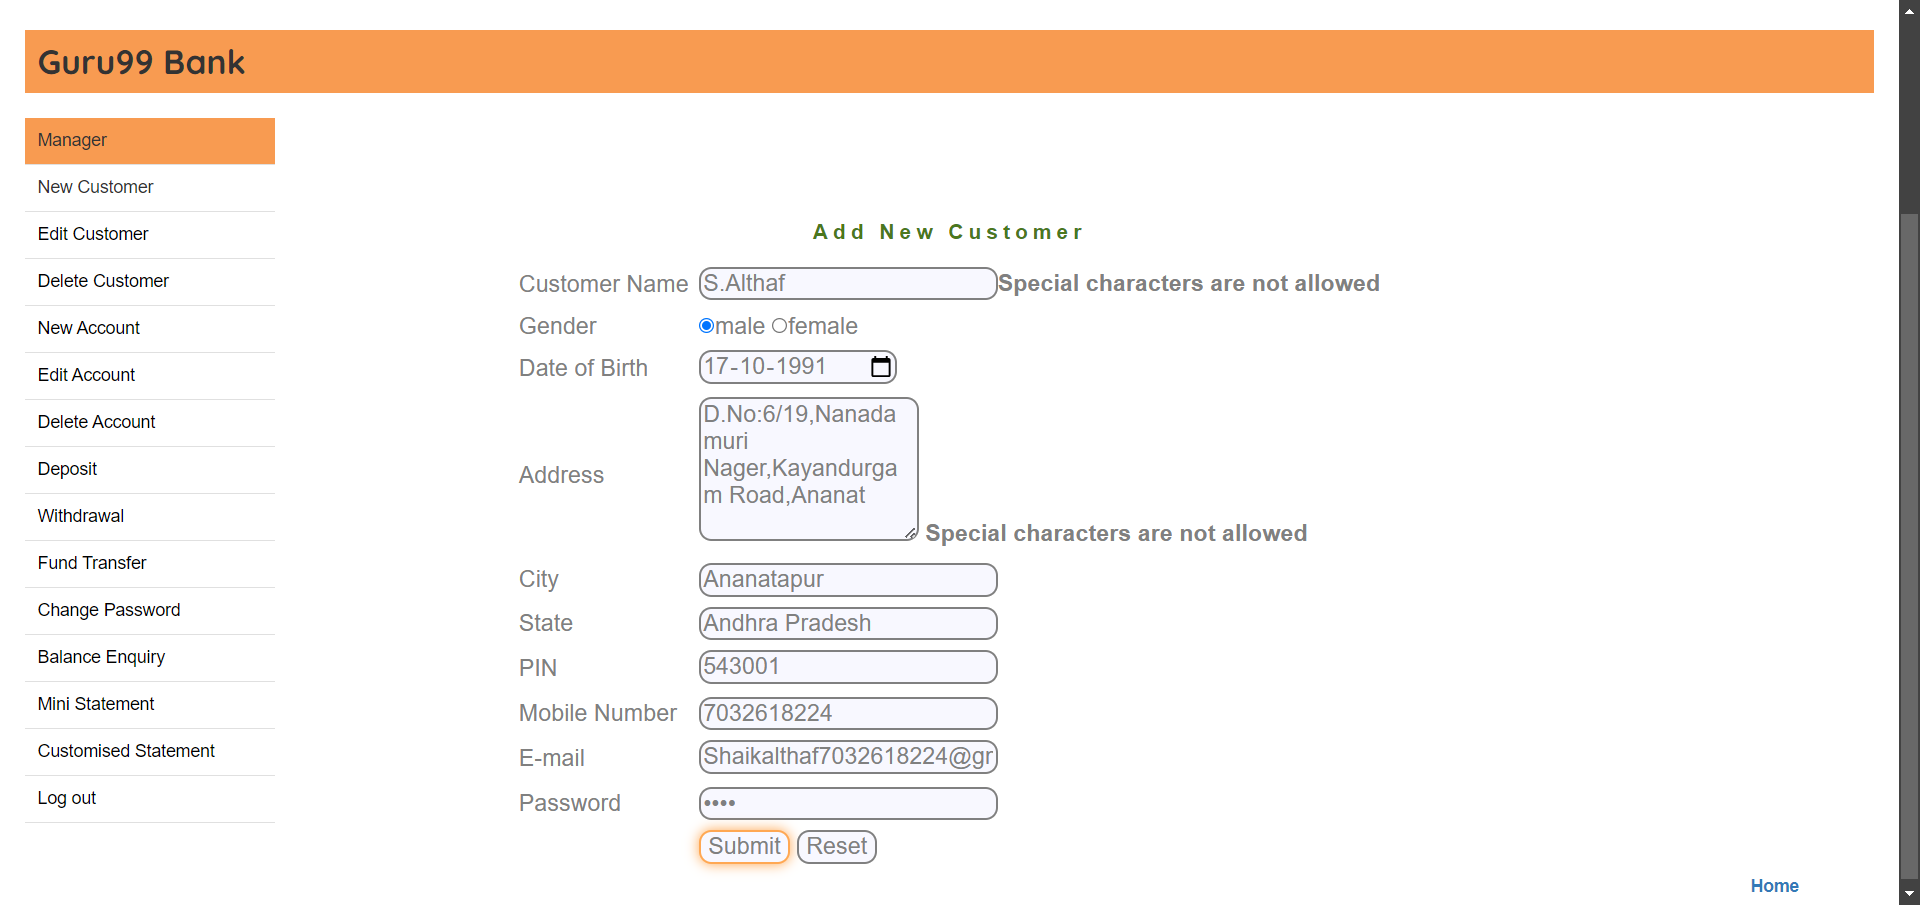 Guru99 Bank
Manager
New Customer
Edit Customer
Delete Customer
New Account
Edit Account
Delete Account
Deposit
Withdrawal
Fund Transfer
Change Password
Balance Enquiry
Mini Statement
Customised Statement
Log out
Add New Customer
Customer Name S.Althaf Special characters are not allowed
Gender male female
Date of Birth 17-10-1991
Address D.No:6/19,Nanada
muri
Nager,Kayandurga
m Road,Ananat
Special characters are not allowed
City Ananatapur
State Andhra Pradesh
PIN 543001
Mobile Number 7032618224
E-mail Shaikalthaf7032618224@gr
Password ••••
Submit Reset
Home